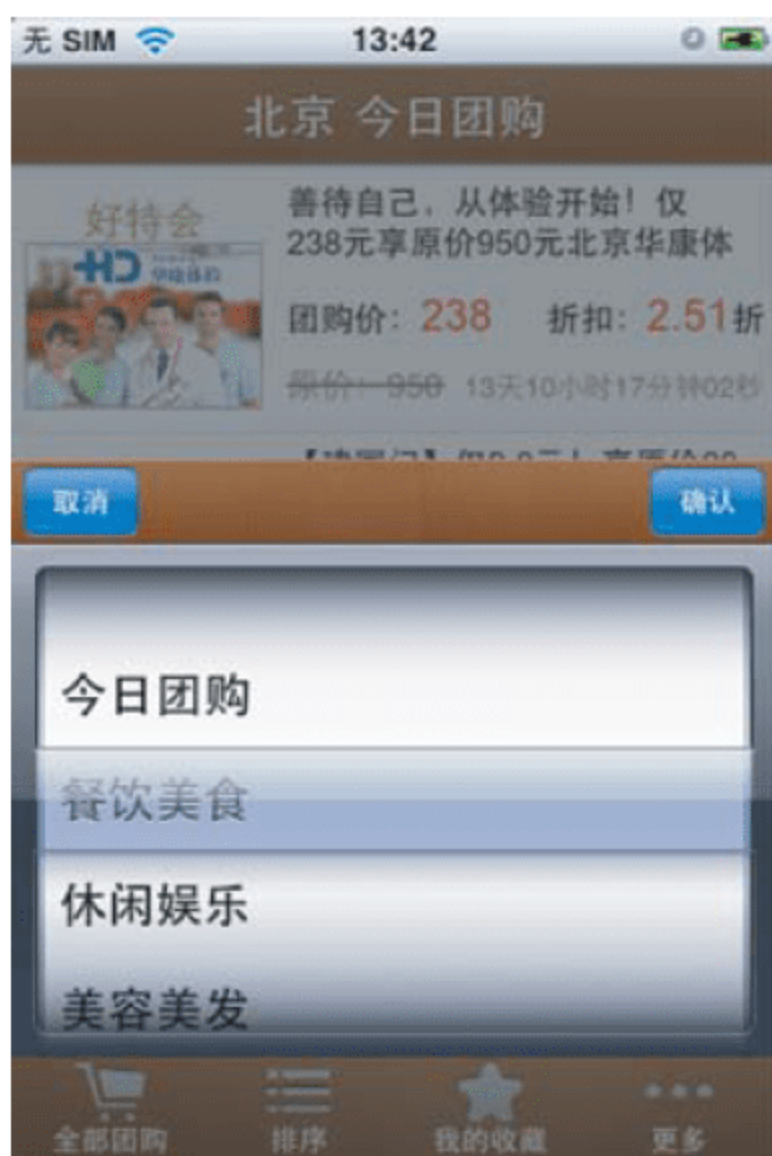 无 SIM 13:42
北京 今日团购
好特会
善待自己，从体验开始！仅
238元享原价950元北京华康体
HD 华康体检
团购价：238 折扣：2.51折
原价：950 13天10小时17分钟02秒
取消 确认
今日团购
餐饮美食
休闲娱乐
美容美发
全部团购 排序 我的收藏 更多